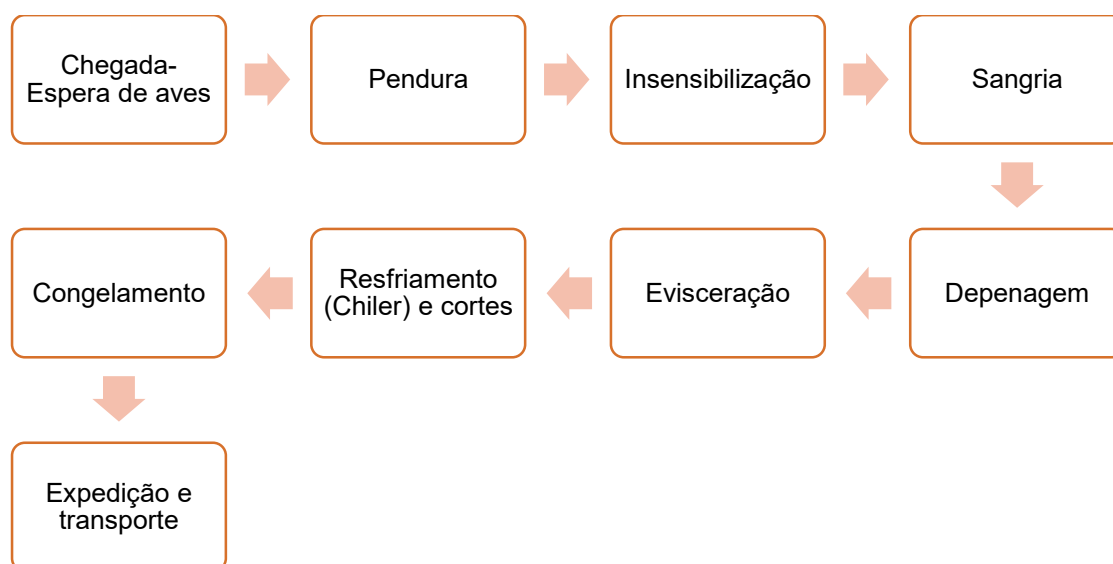 Chegada-
Espera de aves
Pendura
Insensibilização
Sangria
Depenagem
Evisceração
Resfriamento
(Chiler) e cortes
Congelamento
Expedição e
transporte